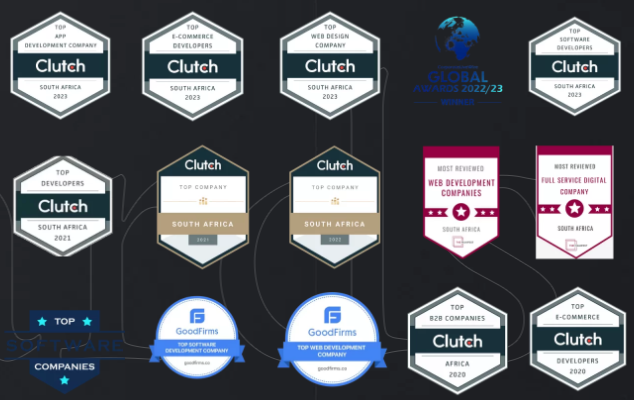 TOP
APP
DEVELOPMENT COMPANY
Clutch
SOUTH AFRICA
2023
TOP
E-COMMERCE
DEVELOPERS
Clutch
SOUTH AFRICA
2023
TOP
WEB DESIGN
COMPANY
Clutch
SOUTH AFRICA
2023
GLOBAL
AWARDS 2022/23
WINNER
TOP
SOFTWARE
DEVELOPERS
Clutch
SOUTH AFRICA
2023
TOP
DEVELOPERS
Clutch
SOUTH AFRICA
2021
Clutch
TOP COMPANY
SOUTH AFRICA
2021
Clutch
TOP COMPANY
SOUTH AFRICA
2022
MOST REVIEWED
WEB DEVELOPMENT
COMPANIES
SOUTH AFRICA
MOST REVIEWED
FULL SERVICE DIGITAL
COMPANY
SOUTH AFRICA
TOP
SOFTWARE
COMPANIES
GoodFirms
TOP SOFTWARE
DEVELOPMENT COMPANY
goodfirms.co
GoodFirms
TOP WEB DEVELOPMENT
COMPANY
goodfirms.co
TOP
B2B COMPANIES
Clutch
AFRICA
2020
TOP
E-COMMERCE
Clutch
DEVELOPERS
2020